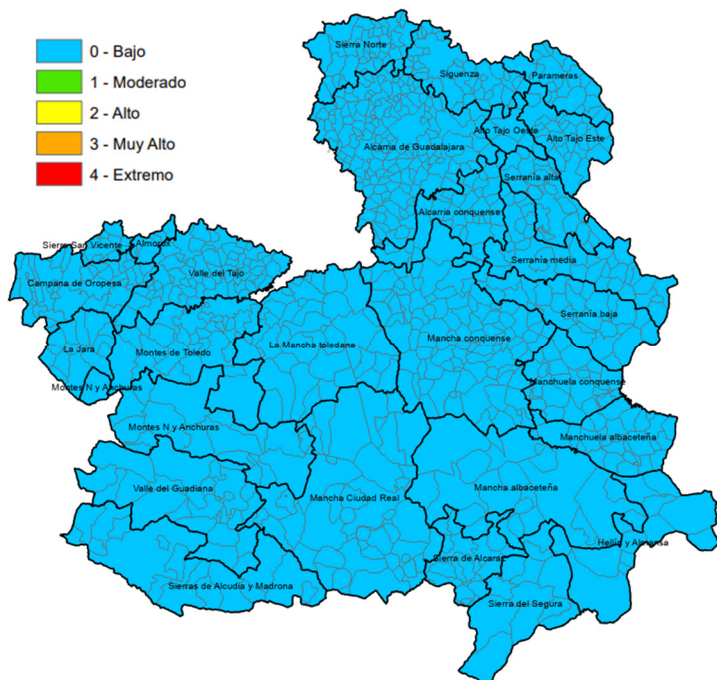 0 - Bajo
1 - Moderado
2 - Alto
3 - Muy Alto
4 - Extremo
Sierra Norte
Siguenza
Parameras
Alto Tajo Oeste
Alto Tajo Este
Alcarria de Guadalajara
Serranía alta
Alcarria conquense
Sierra San Vicente
Almorox
Valle del Tajo
Campana de Oropesa
Serranía media
Serranía baja
La Jara
Montes de Toledo
La Mancha toledana
Mancha conquense
Manchuela conquense
Montes N y Anchuras
Montes N y Anchuras
Manchuela albaceteña
Valle del Guadiana
Mancha Ciudad Real
Mancha albaceteña
Hellín y Almansa
Sierra de Alcaraz
Sierras de Alcudia y Madrona
Sierra del Segura